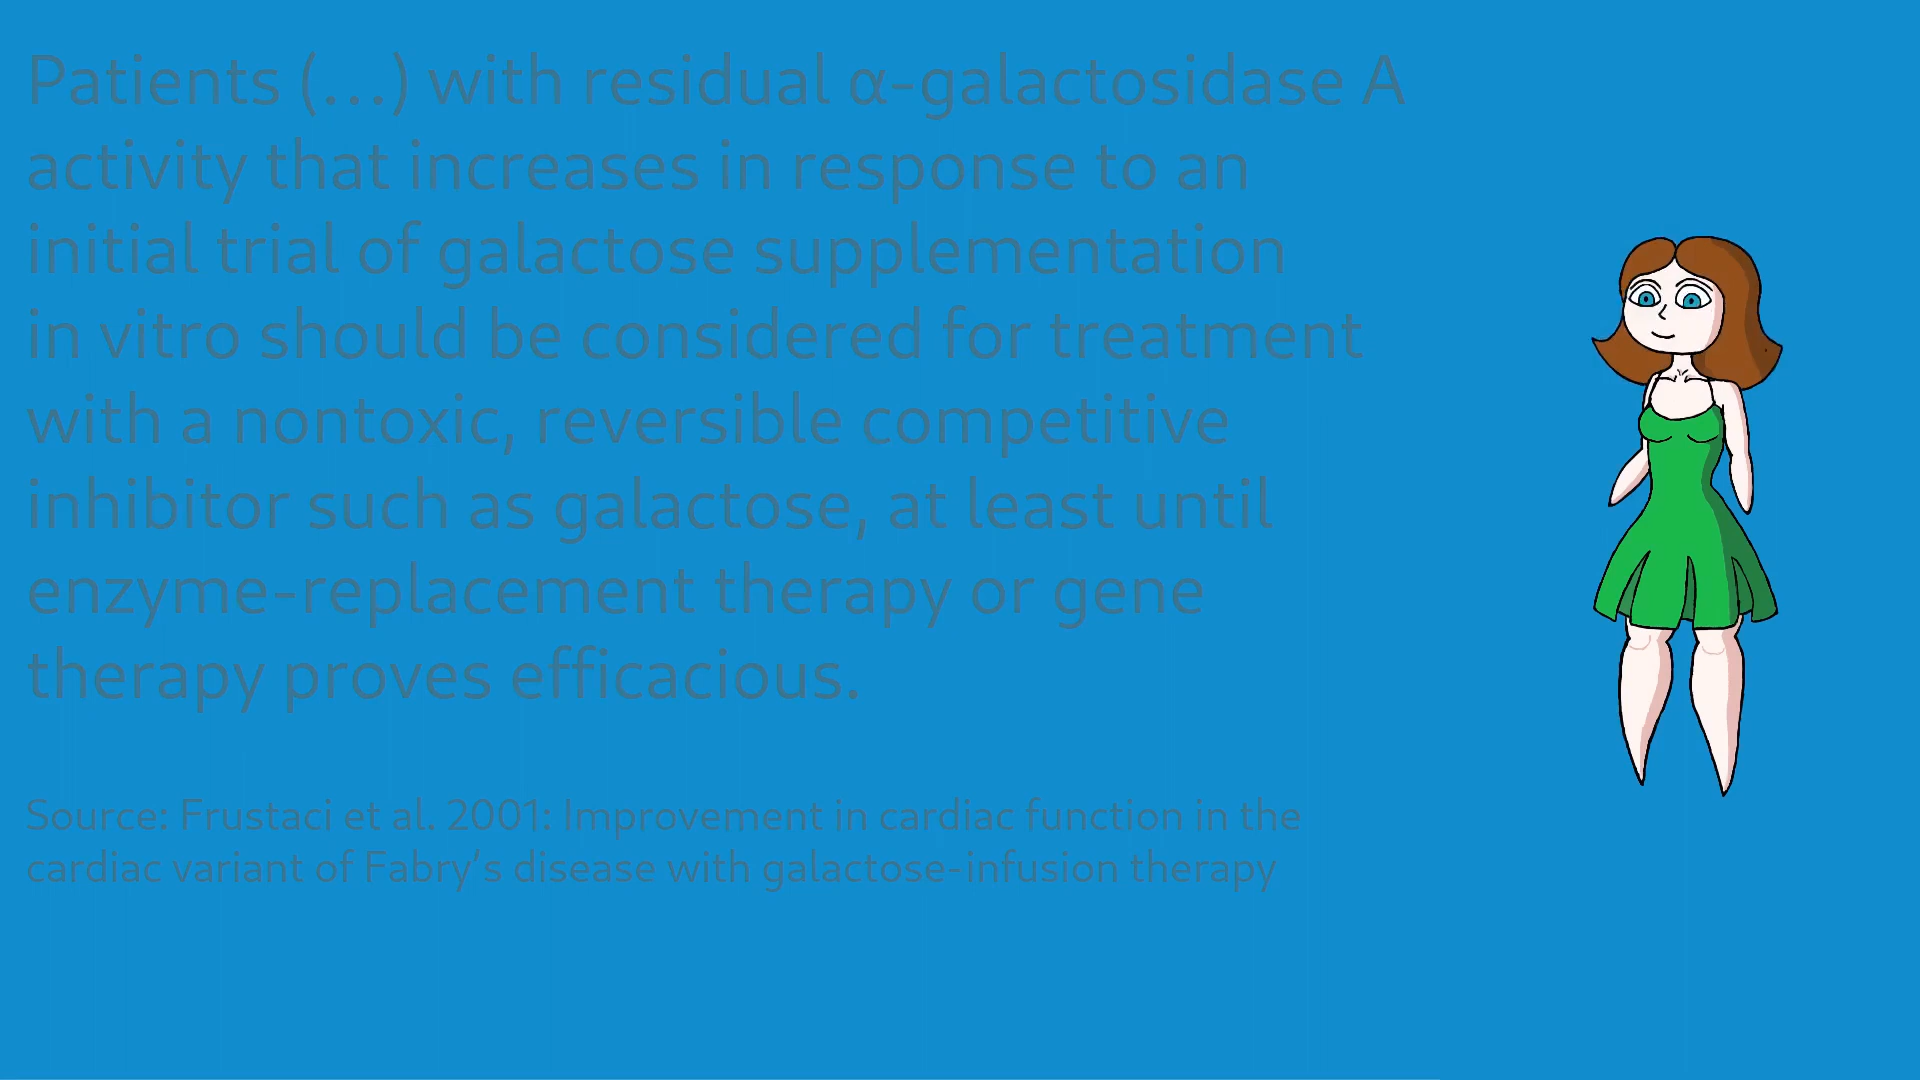 Patients (...) with residual α-galactosidase A
activity that increases in response to an
initial trial of galactose supplementation
in vitro should be considered for treatment
with a nontoxic, reversible competitive
inhibitor such as galactose, at least until
enzyme-replacement therapy or gene
therapy proves efficacious.
Source: Frustaci et al. 2001: Improvement in cardiac function in the
cardiac variant of Fabry’s disease with galactose-infusion therapy